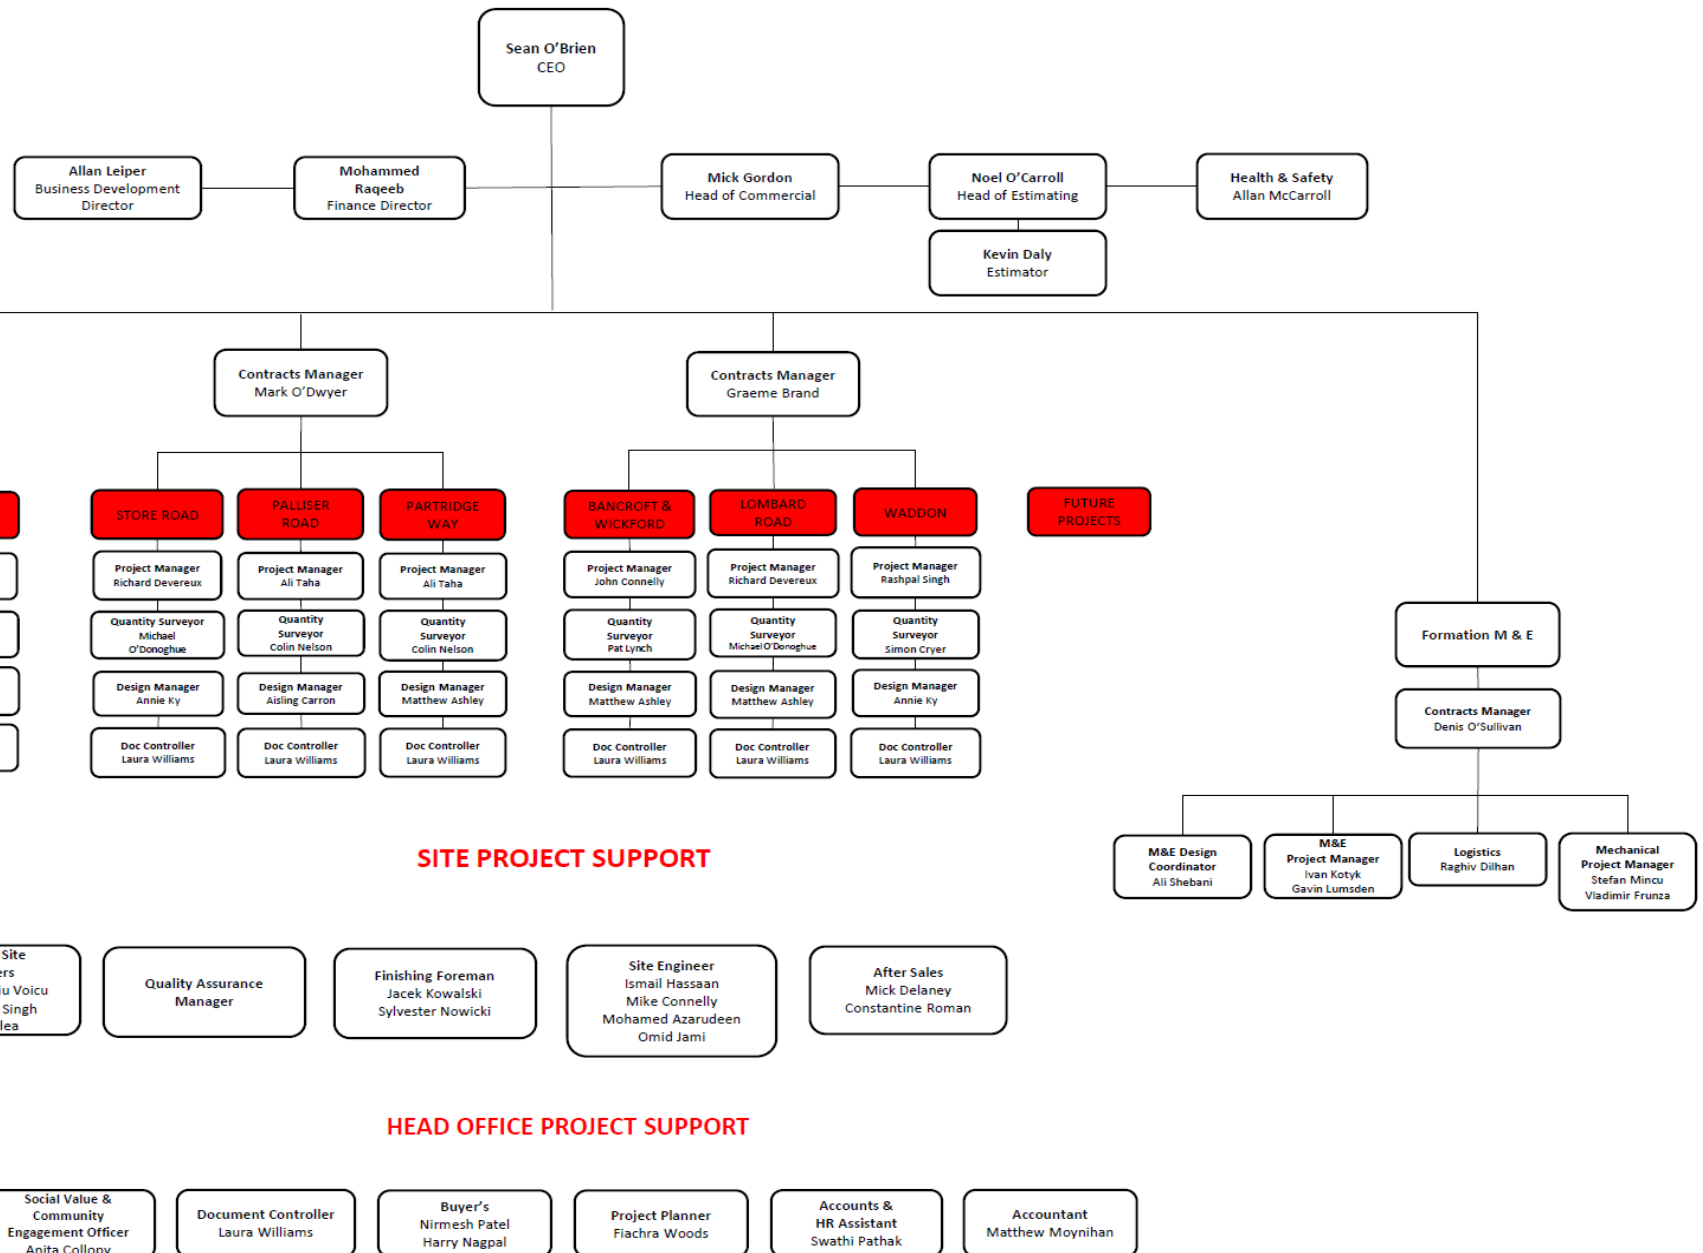 Sean O'Brien
CEO
Allan Leiper
Business Development
Director
Mohammed
Raqeeb
Finance Director
Mick Gordon
Head of Commercial
Noel O'Carroll
Head of Estimating
Health & Safety
Allan McCarroll
Kevin Daly
Estimator
Contracts Manager
Mark O'Dwyer
Contracts Manager
Graeme Brand
STORE ROAD
PALLISER
ROAD
PARTRIDGE
WAY
BANCROFT &
WICKFORD
LOMBARD
ROAD
WADDON
FUTURE
PROJECTS
Project Manager
Richard Devereux
Project Manager
Ali Taha
Project Manager
Ali Taha
Project Manager
John Connelly
Project Manager
Richard Devereux
Project Manager
Rashpal Singh
Quantity Surveyor
Michael
O'Donoghue
Quantity
Surveyor
Colin Nelson
Quantity
Surveyor
Colin Nelson
Quantity
Surveyor
Pat Lynch
Quantity
Surveyor
Michael O'Donoghue
Quantity
Surveyor
Simon Cryer
Design Manager
Annie Ky
Design Manager
Aisling Carron
Design Manager
Matthew Ashley
Design Manager
Matthew Ashley
Design Manager
Matthew Ashley
Design Manager
Annie Ky
Doc Controller
Laura Williams
Doc Controller
Laura Williams
Doc Controller
Laura Williams
Doc Controller
Laura Williams
Doc Controller
Laura Williams
Doc Controller
Laura Williams
Formation M & E
Contracts Manager
Denis O'Sullivan
M&E Design
Coordinator
Ali Shebani
M&E
Project Manager
Ivan Kotyk
Gavin Lumsden
Logistics
Raghiv Dilhan
Mechanical
Project Manager
Stefan Mincu
Vladimir Frunza
SITE PROJECT SUPPORT
Site
ers
iu Voicu
Singh
lea
Quality Assurance
Manager
Finishing Foreman
Jacek Kowalski
Sylvester Nowicki
Site Engineer
Ismail Hassaan
Mike Connelly
Mohamed Azarudeen
Omid Jami
After Sales
Mick Delaney
Constantine Roman
HEAD OFFICE PROJECT SUPPORT
Social Value &
Community
Engagement Officer
Anita Collopy
Document Controller
Laura Williams
Buyer's
Nirmesh Patel
Harry Nagpal
Project Planner
Fiachra Woods
Accounts &
HR Assistant
Swathi Pathak
Accountant
Matthew Moynihan